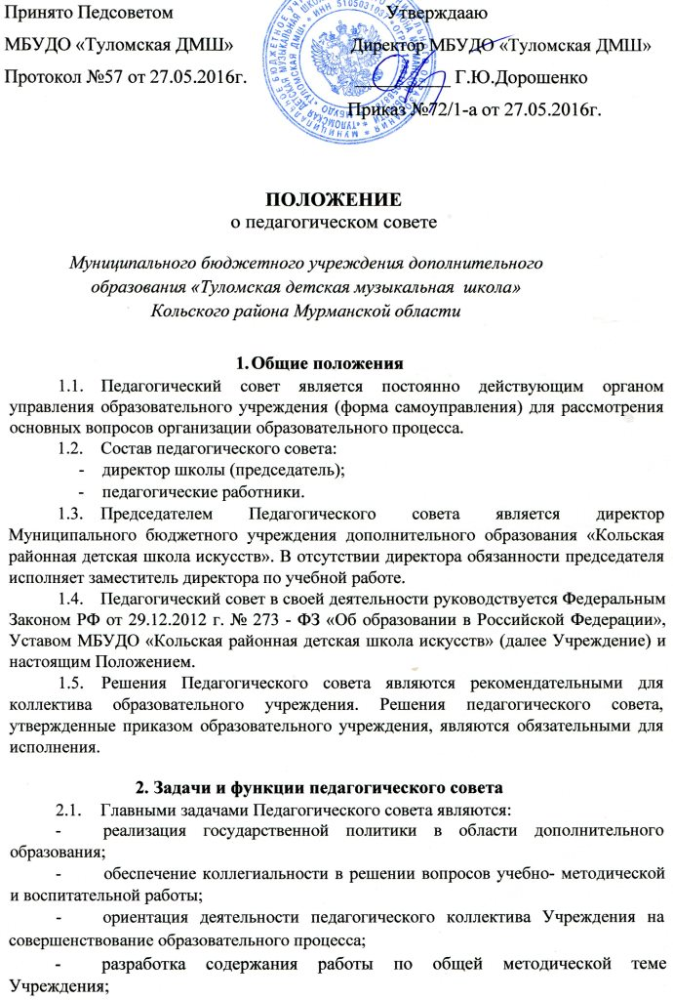 Принято Педсоветом Утверждааю
МБУДО «Туломская ДМШ» Директор МБУДО «Туломская ДМШ»
Протокол №57 от 27.05.2016г. __________ Г.Ю.Дорошенко
Приказ №72/1-а от 27.05.2016г.
ПОЛОЖЕНИЕ
о педагогическом совете
Муниципального бюджетного учреждения дополнительного
образования «Туломская детская музыкальная школа»
Кольского района Мурманской области
1. Общие положения
1.1. Педагогический совет является постоянно действующим органом
управления образовательного учреждения (форма самоуправления) для рассмотрения
основных вопросов организации образовательного процесса.
1.2. Состав педагогического совета:
- директор школы (председатель);
- педагогические работники.
1.3. Председателем Педагогического совета является директор
Муниципального бюджетного учреждения дополнительного образования «Кольская
районная детская школа искусств». В отсутствии директора обязанности председателя
исполняет заместитель директора по учебной работе.
1.4. Педагогический совет в своей деятельности руководствуется Федеральным
Законом РФ от 29.12.2012 г. № 273 - ФЗ «Об образовании в Российской Федерации»,
Уставом МБУДО «Кольская районная детская школа искусств» (далее Учреждение) и
настоящим Положением.
1.5. Решения Педагогического совета являются рекомендательными для
коллектива образовательного учреждения. Решения педагогического совета,
утвержденные приказом образовательного учреждения, являются обязательными для
исполнения.
2. Задачи и функции педагогического совета
2.1. Главными задачами Педагогического совета являются:
- реализация государственной политики в области дополнительного
образования;
- обеспечение коллегиальности в решении вопросов учебно- методической
и воспитательной работы;
- ориентация деятельности педагогического коллектива Учреждения на
совершенствование образовательного процесса;
- разработка содержания работы по общей методической теме
Учреждения;